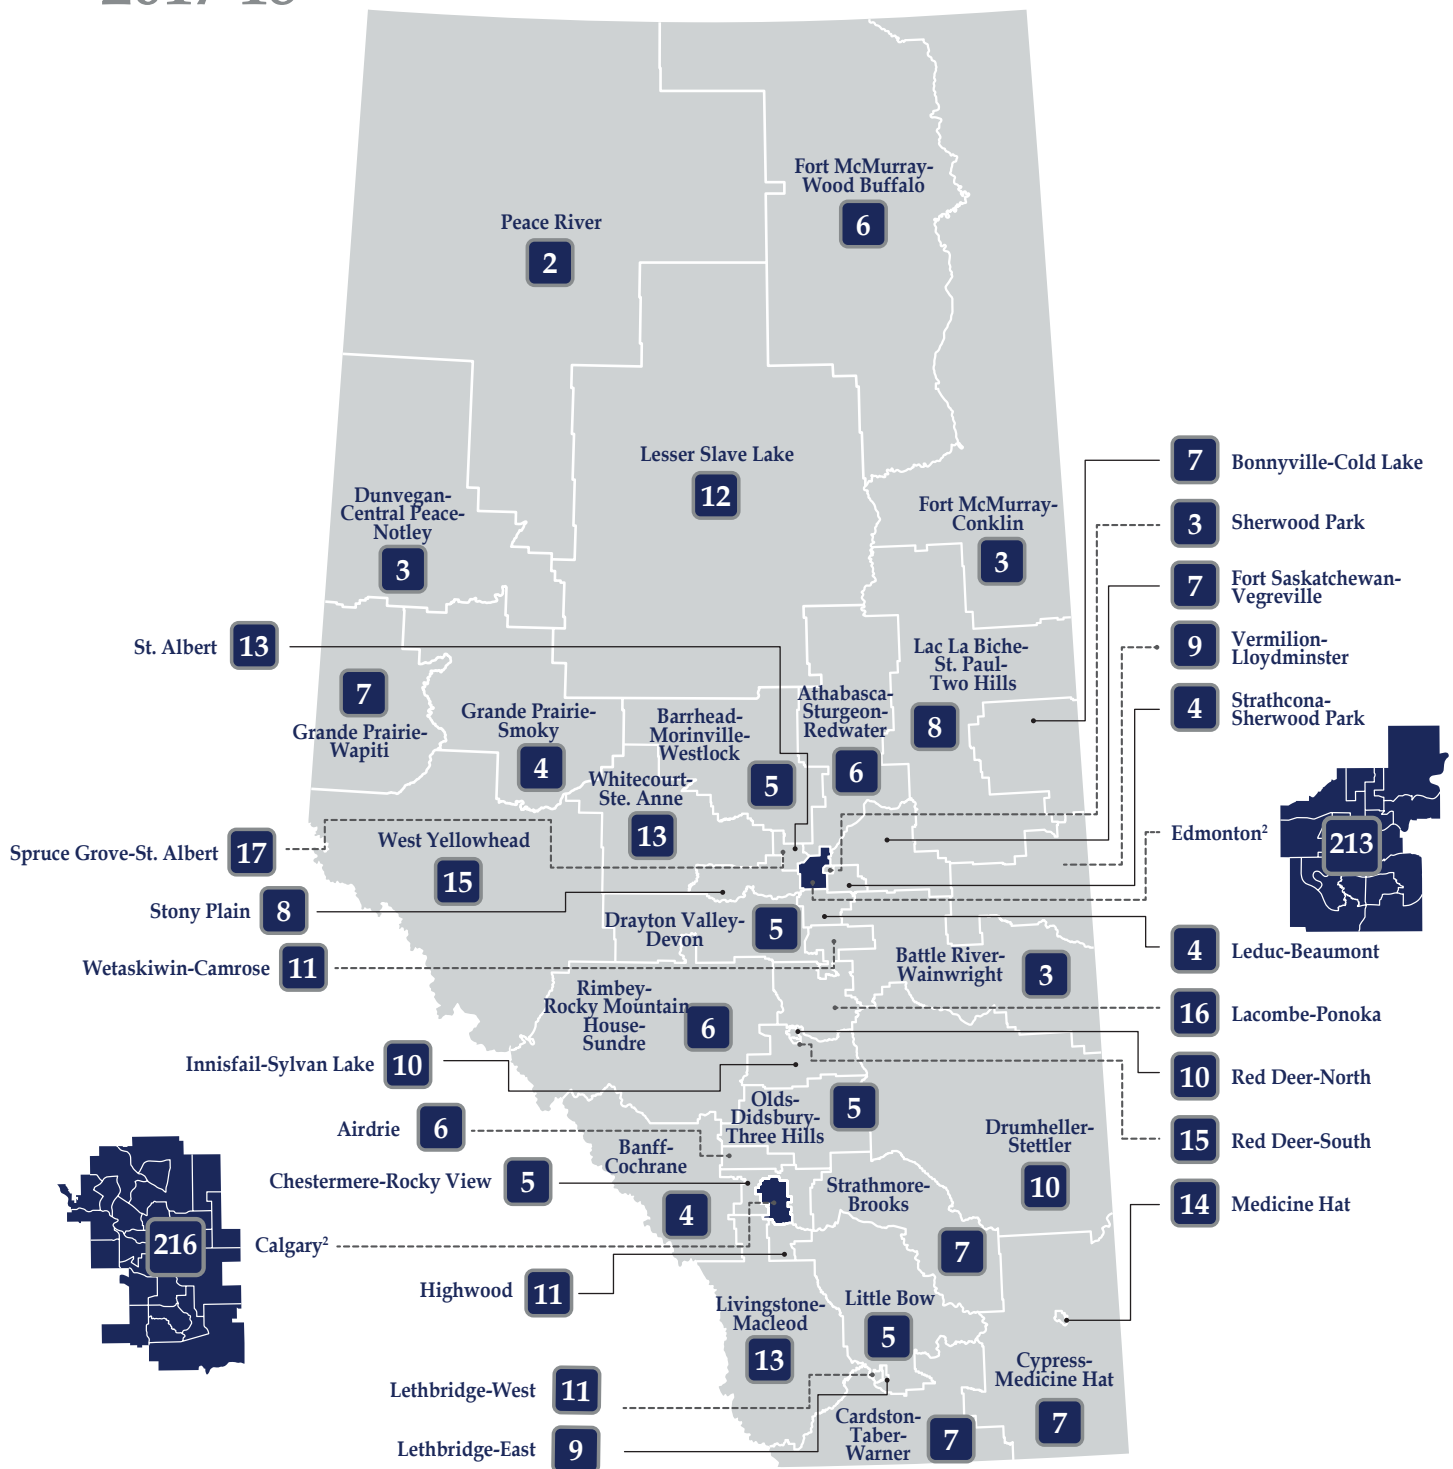 2017-18
Fort McMurray-
Wood Buffalo
6
Peace River
2
Lesser Slave Lake
12
Dunvegan-
Central Peace-
Notley
3
Fort McMurray-
Conklin
3
7 Bonnyville-Cold Lake
3 Sherwood Park
7 Fort Saskatchewan-
Vegreville
9 Vermilion-
Lloydminster
4 Strathcona-
Sherwood Park
St. Albert 13
7
Grande Prairie-
Wapiti
Grande Prairie-
Smoky
4
Barrhead-
Morinville-
Westlock
5
Athabasca-
Sturgeon-
Redwater
6
Lac La Biche-
St. Paul-
Two Hills
8
Whitecourt-
Ste. Anne
13
Edmonton²
213
Spruce Grove-St. Albert 17
West Yellowhead
15
Stony Plain 8
Drayton Valley-
Devon
5
Wetaskiwin-Camrose 11
Battle River-
Wainwright
3
4 Leduc-Beaumont
16 Lacombe-Ponoka
Rimbey-
Rocky Mountain
House-
Sundre
6
Innisfail-Sylvan Lake 10
10 Red Deer-North
15 Red Deer-South
Olds-
Didsbury-
Three Hills
5
Airdrie 6
Banff-
Cochrane
4
Drumheller-
Stettler
10
Chestermere-Rocky View 5
Strathmore-
Brooks
7
14 Medicine Hat
216
Calgary²
Highwood 11
Livingstone-
Macleod
13
Little Bow
5
Cypress-
Medicine Hat
7
Lethbridge-West 11
Cardston-
Taber-
Warner
7
Lethbridge-East 9